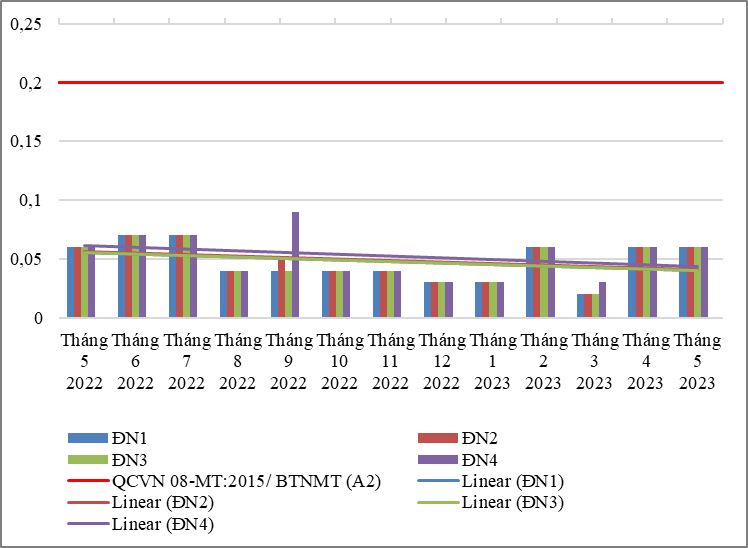 0,25
0,2
0,15
0,1
0,05
0
Tháng Tháng Tháng Tháng Tháng Tháng Tháng Tháng Tháng Tháng Tháng Tháng Tháng
5 6 7 8 9 10 11 12 1 2 3 4 5
2022 2022 2022 2022 2022 2022 2022 2022 2023 2023 2023 2023 2023
ĐN1 ĐN2
ĐN3 ĐN4
QCVN 08-MT:2015/ BTNMT (A2) Linear (ĐN1)
Linear (ĐN2) Linear (ĐN3)
Linear (ĐN4)